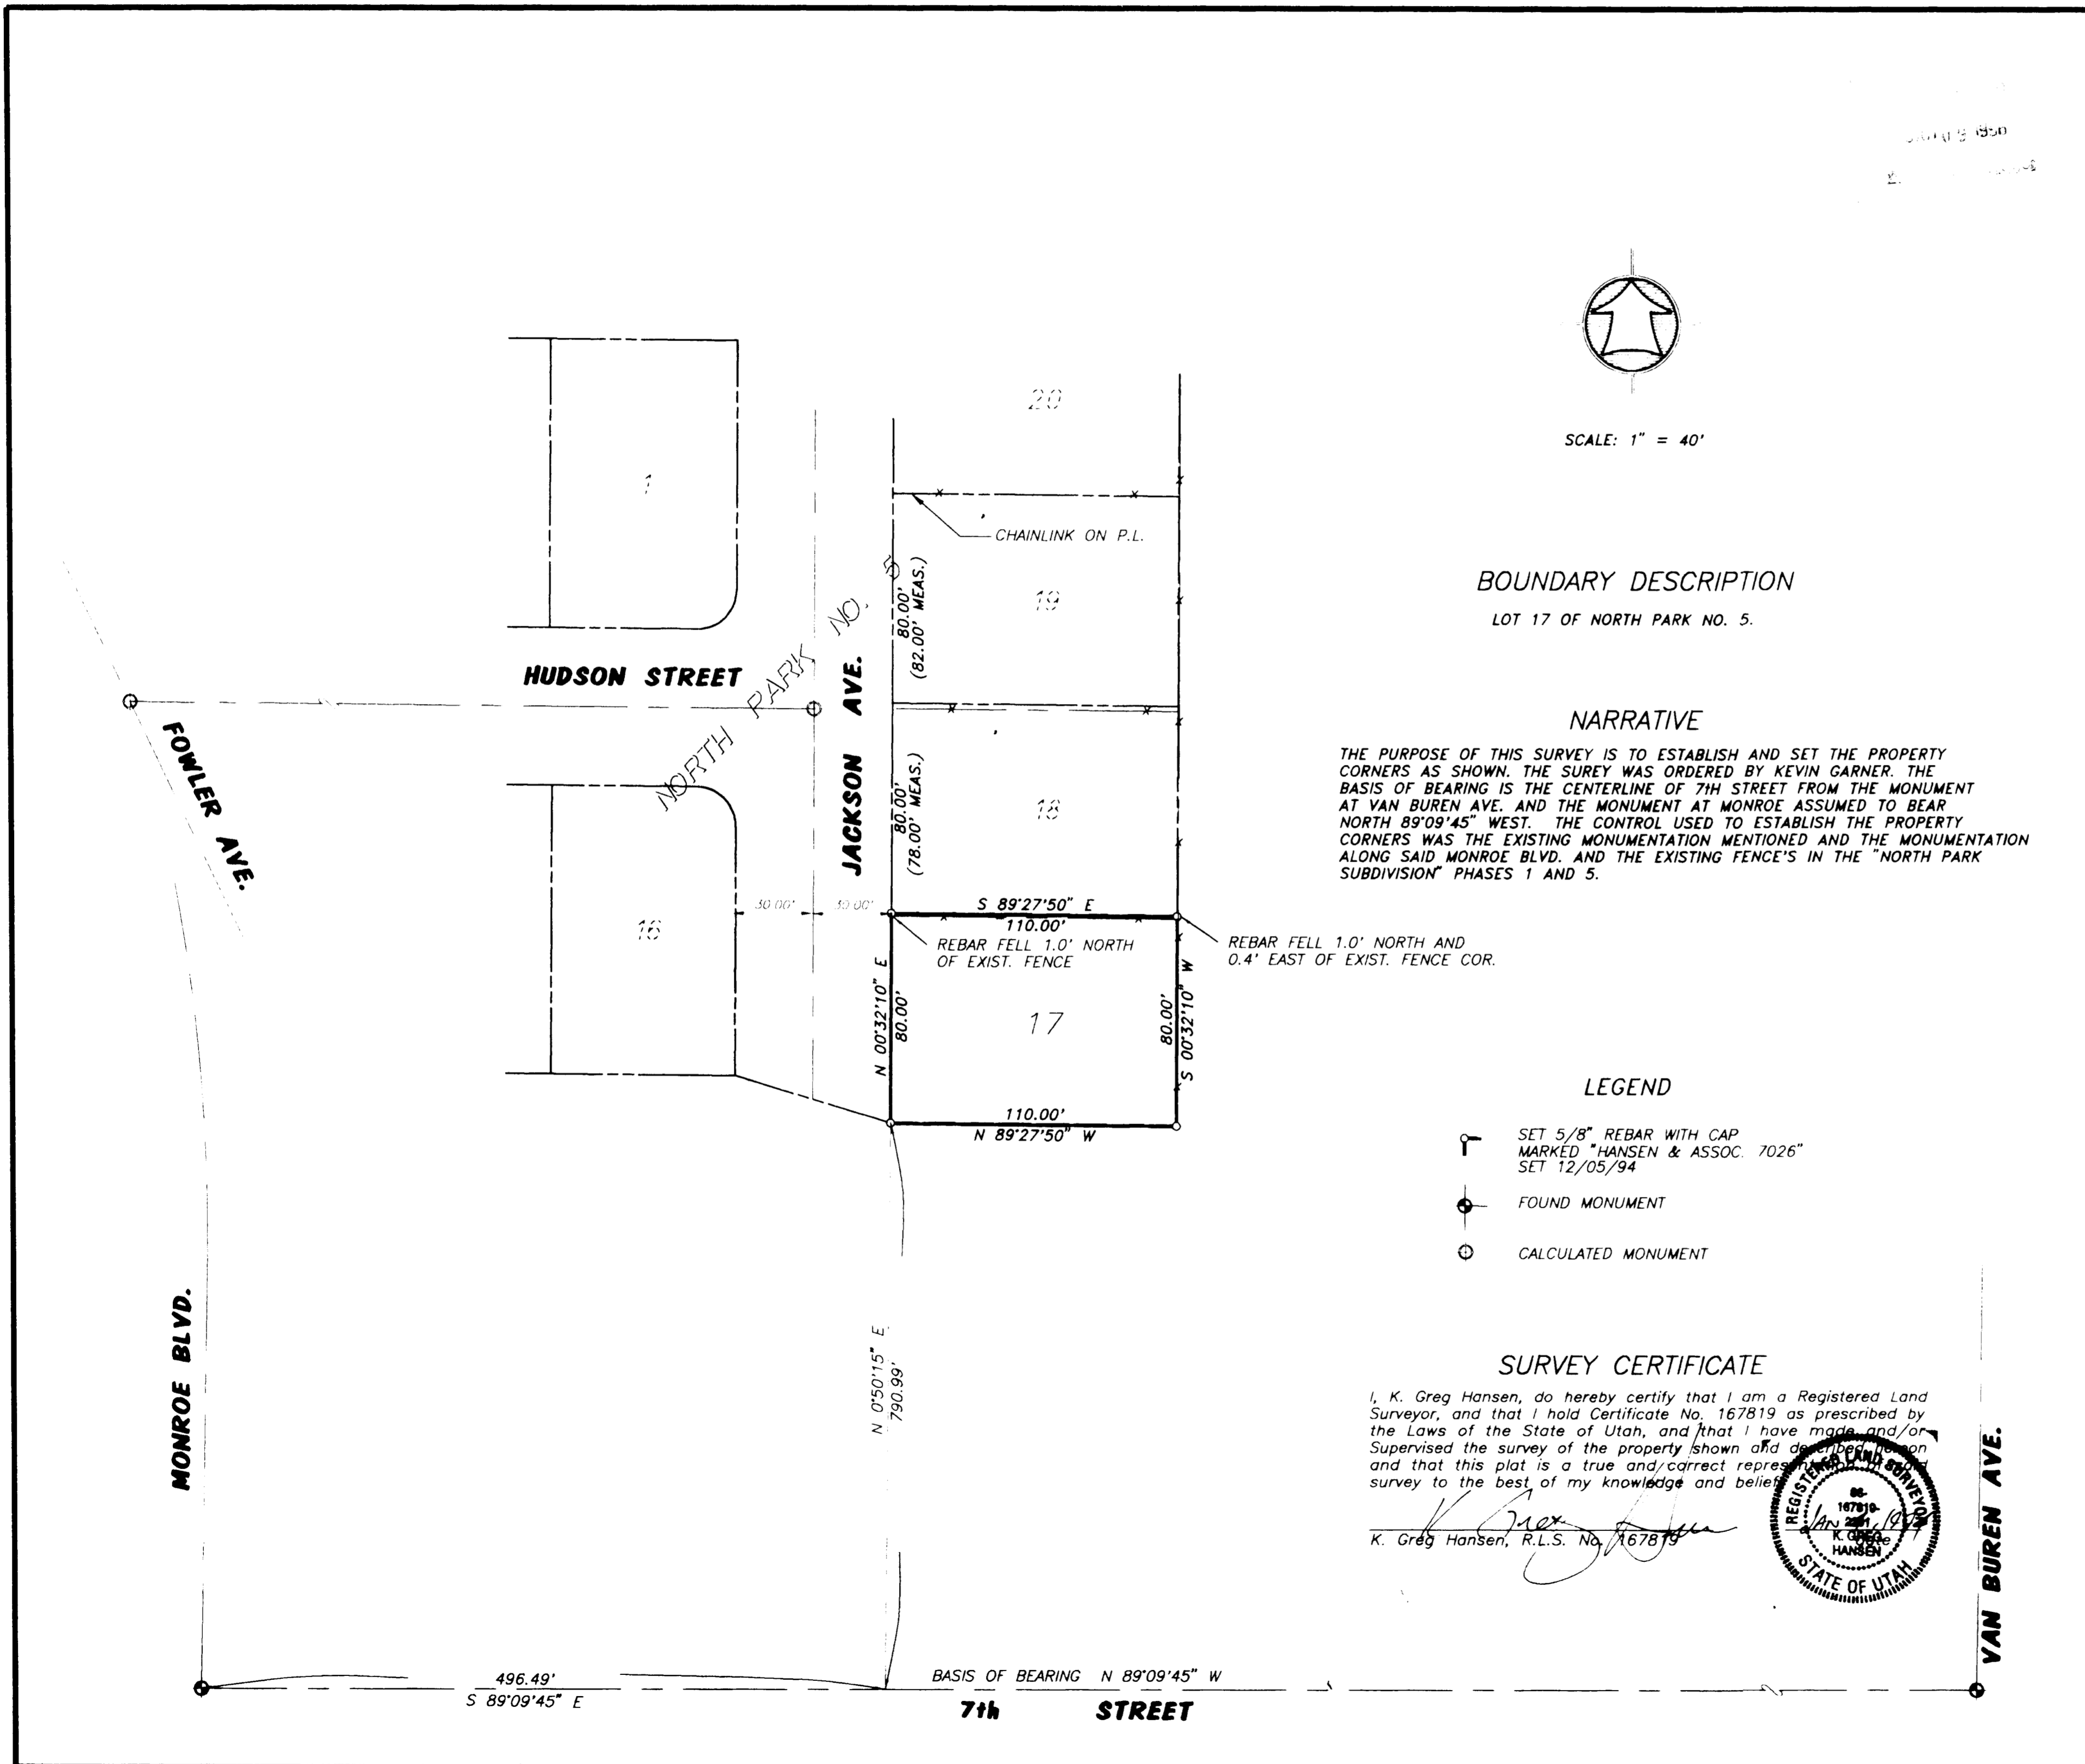 20
SCALE: 1" = 40'
1
CHAINLINK ON P.L.
80.00'
(82.00' MEAS.)
19
BOUNDARY DESCRIPTION
LOT 17 OF NORTH PARK NO. 5.
HUDSON STREET
NORTH PARK NO. 5
JACKSON AVE.
FOWLER AVE.
NARRATIVE
THE PURPOSE OF THIS SURVEY IS TO ESTABLISH AND SET THE PROPERTY
CORNERS AS SHOWN. THE SUREY WAS ORDERED BY KEVIN GARNER. THE
BASIS OF BEARING IS THE CENTERLINE OF 7TH STREET FROM THE MONUMENT
AT VAN BUREN AVE. AND THE MONUMENT AT MONROE ASSUMED TO BEAR
NORTH 89°09'45" WEST. THE CONTROL USED TO ESTABLISH THE PROPERTY
CORNERS WAS THE EXISTING MONUMENTATION MENTIONED AND THE MONUMENTATION
ALONG SAID MONROE BLVD. AND THE EXISTING FENCE'S IN THE "NORTH PARK
SUBDIVISION" PHASES 1 AND 5.
80.00'
(78.00' MEAS.)
18
30.00'
30.00'
16
S 89°27'50" E
110.00'
REBAR FELL 1.0' NORTH
OF EXIST. FENCE
REBAR FELL 1.0' NORTH AND
0.4' EAST OF EXIST. FENCE COR.
N 00°32'10" E
80.00'
17
80.00'
S 00°32'10" W
110.00'
N 89°27'50" W
LEGEND
SET 5/8" REBAR WITH CAP
MARKED "HANSEN & ASSOC. 7026"
SET 12/05/94
FOUND MONUMENT
CALCULATED MONUMENT
MONROE BLVD.
N 0°50'15" E
790.99'
SURVEY CERTIFICATE
I, K. Greg Hansen, do hereby certify that I am a Registered Land
Surveyor, and that I hold Certificate No. 167819 as prescribed by
the Laws of the State of Utah, and that I have made and/or
Supervised the survey of the property shown and described hereon
and that this plat is a true and correct representation of said
survey to the best of my knowledge and belief
K. Greg Hansen, R.L.S. No. 167819
REGISTERED LAND SURVEYOR
167819-
K. GREG
HANSEN
STATE OF UTAH
Date
VAN BUREN AVE.
496.49'
S 89°09'45" E
BASIS OF BEARING N 89°09'45" W
7th STREET